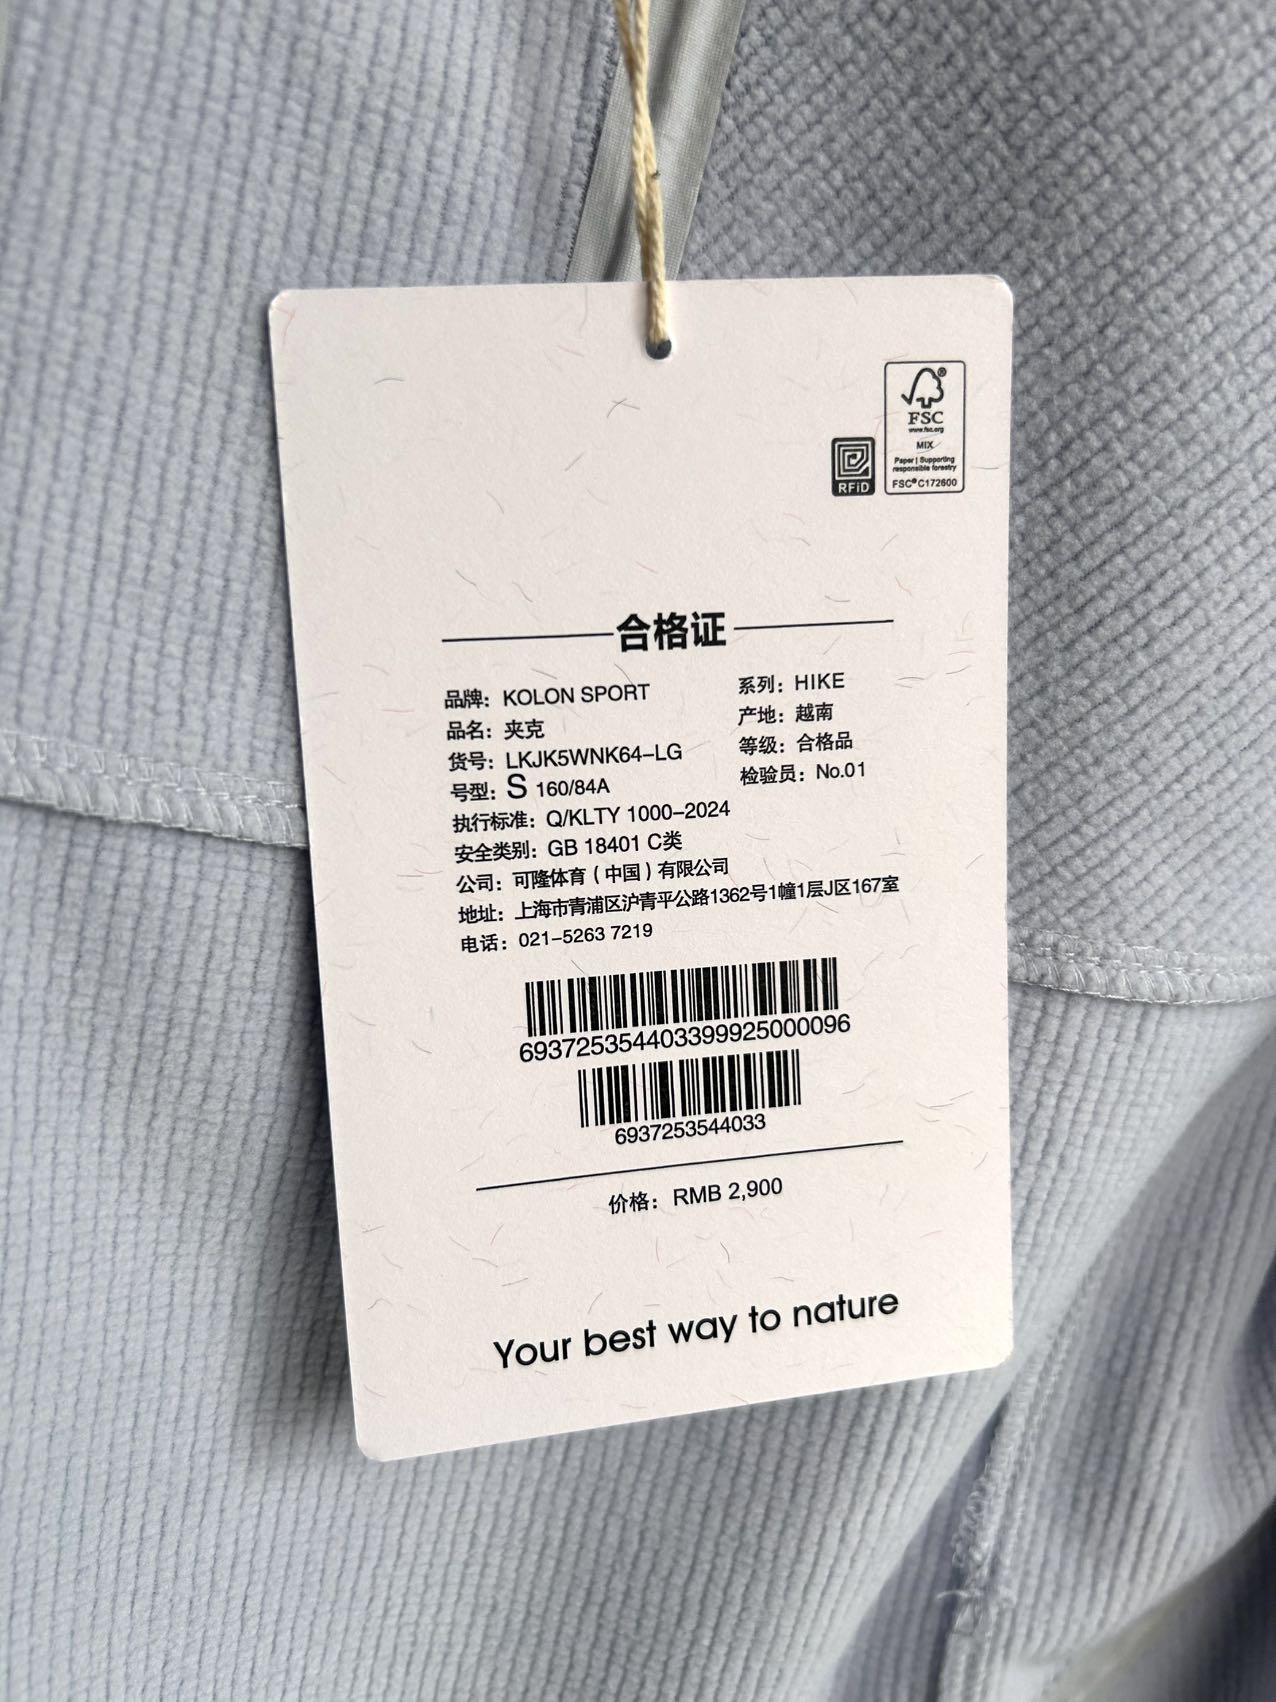 FSC®
www.fsc.org
MIX
Paper | Supporting
responsible forestry
FSC® C172600
RFiD
合格证
品牌：KOLON SPORT 系列：HIKE
品名：夹克 产地：越南
货号：LKJK5WNK64-LG 等级：合格品
号型：S 160/84A 检验员：No.01
执行标准：Q/KLTY 1000-2024
安全类别：GB 18401 C类
公司：可隆体育（中国）有限公司
地址：上海市青浦区沪青平公路1362号1幢1层J区167室
电话：021-5263 7219
693725354403399925000096
6937253544033
价格：RMB 2,900
Your best way to nature